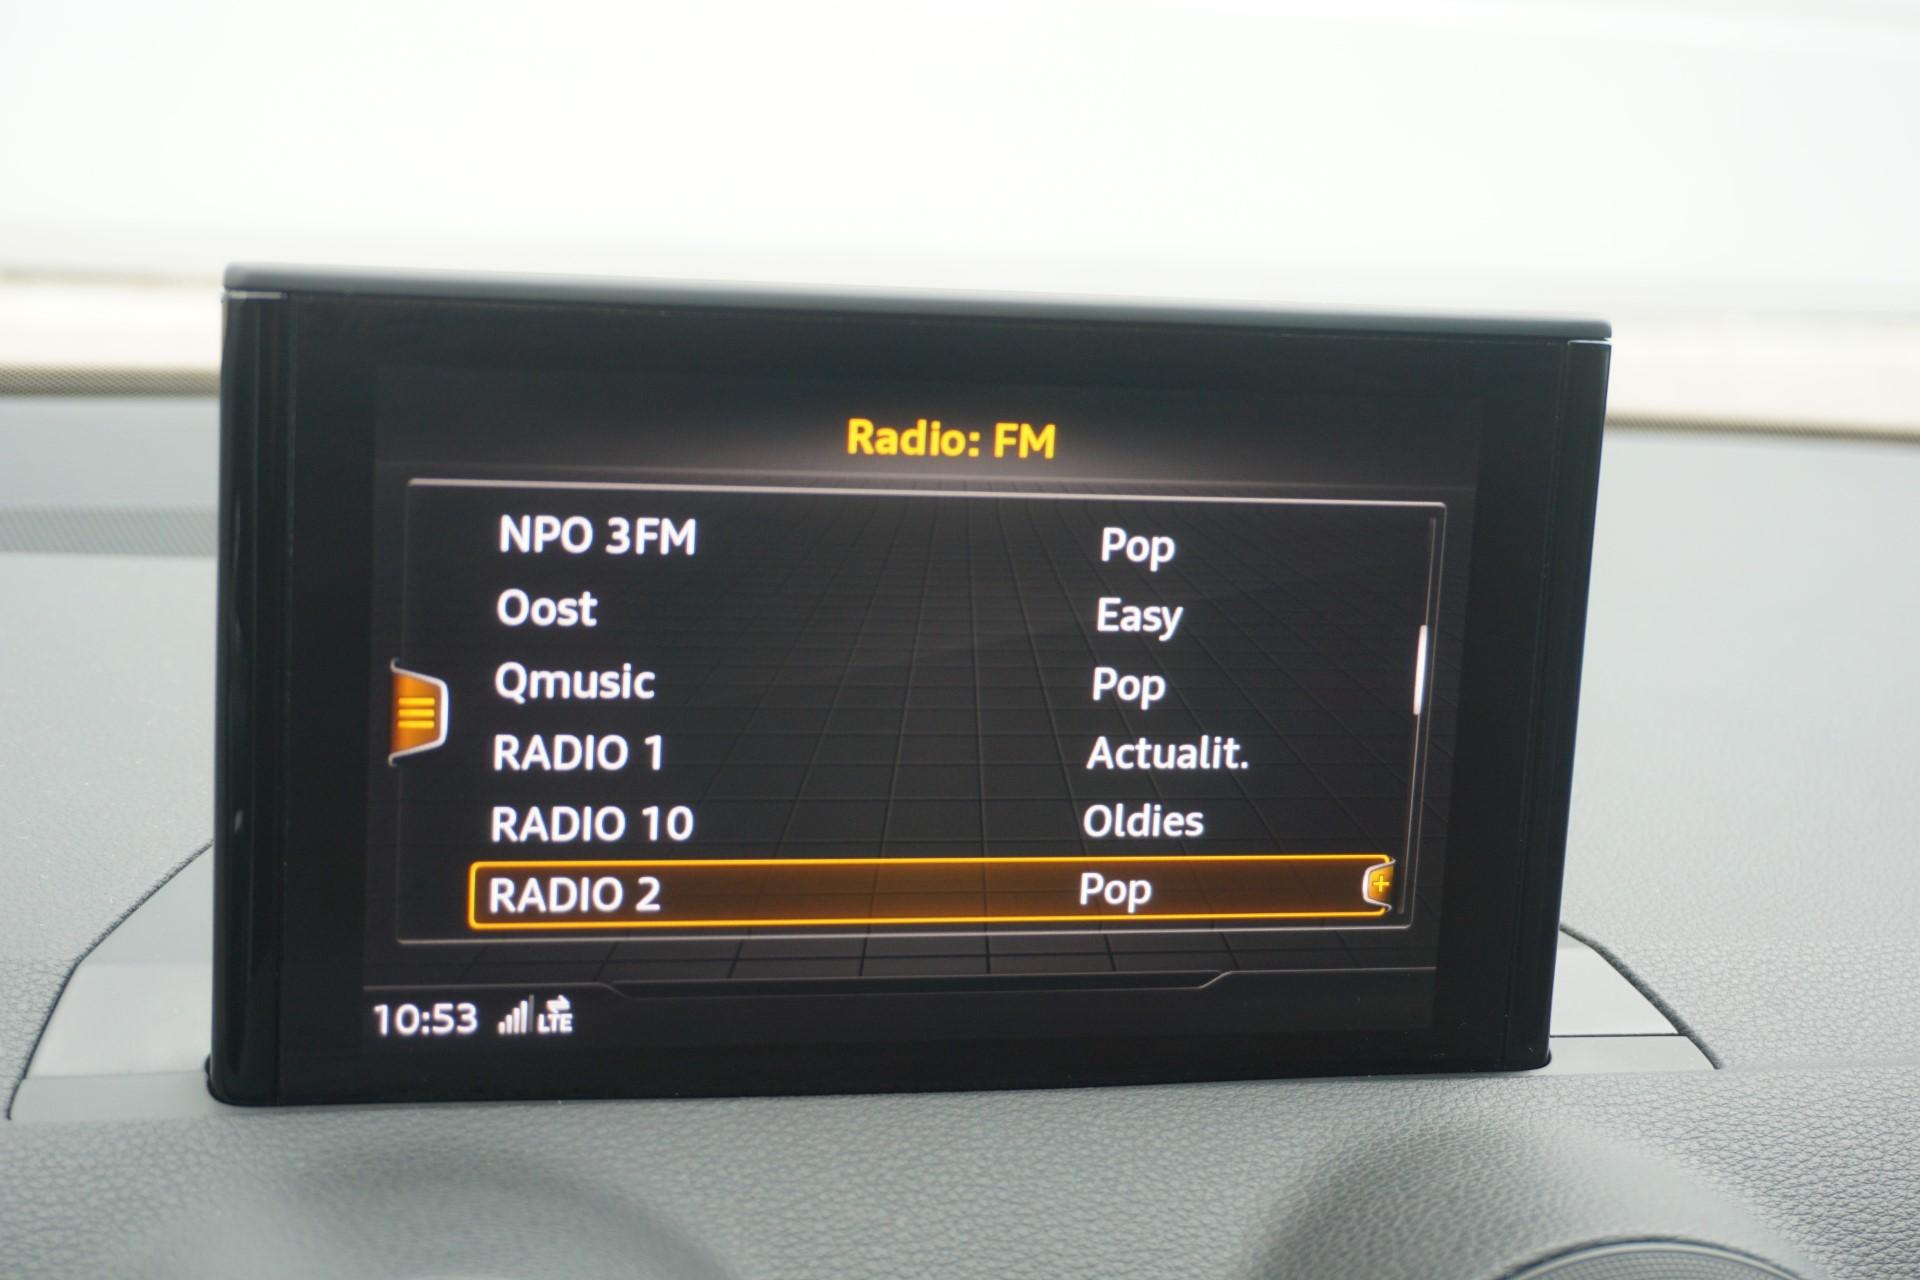 Radio: FM
NPO 3FM Pop
Oost Easy
Qmusic Pop
RADIO 1 Actualit.
RADIO 10 Oldies
RADIO 2 Pop
10:53 LTE